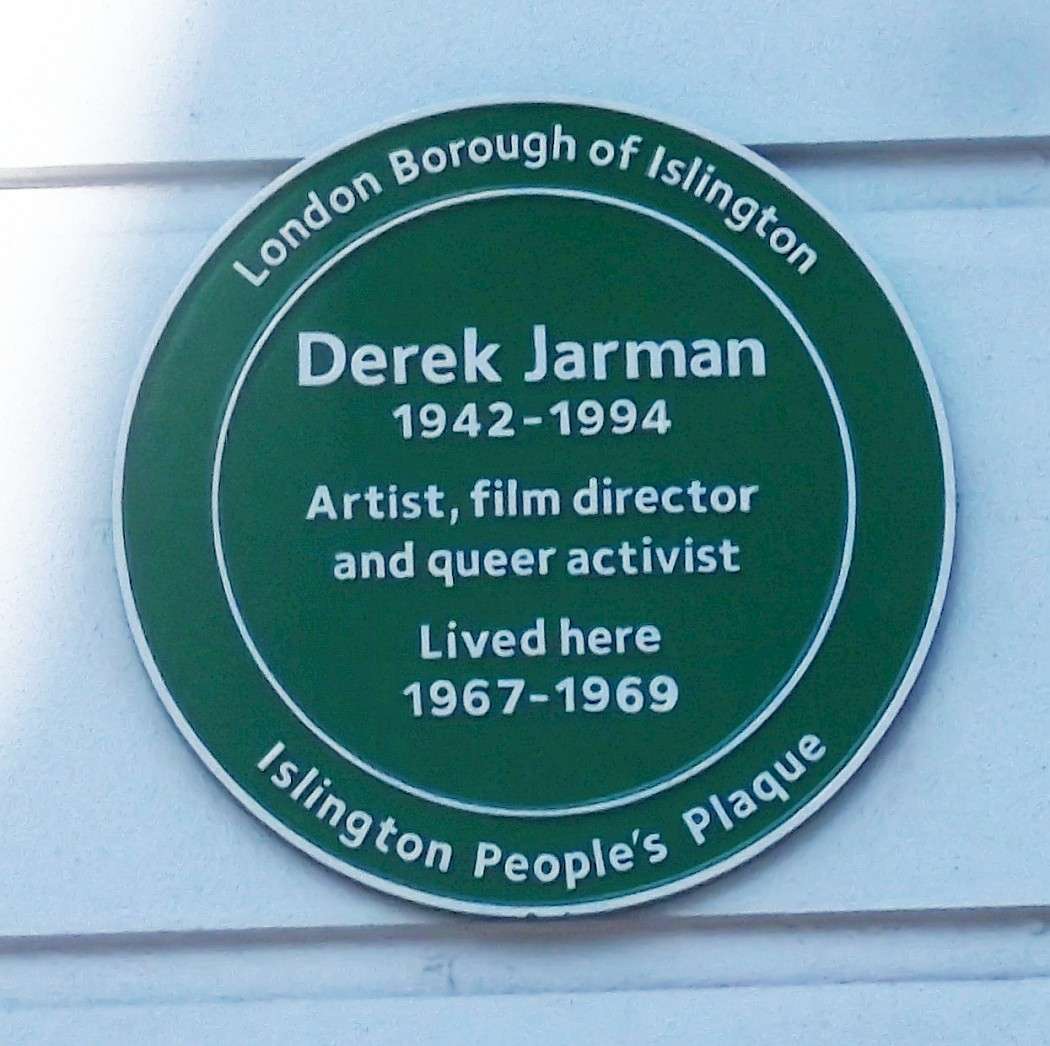 London Borough of Islington
Derek Jarman
1942-1994
Artist, film director
and queer activist
Lived here
1967-1969
Islington People's Plaque